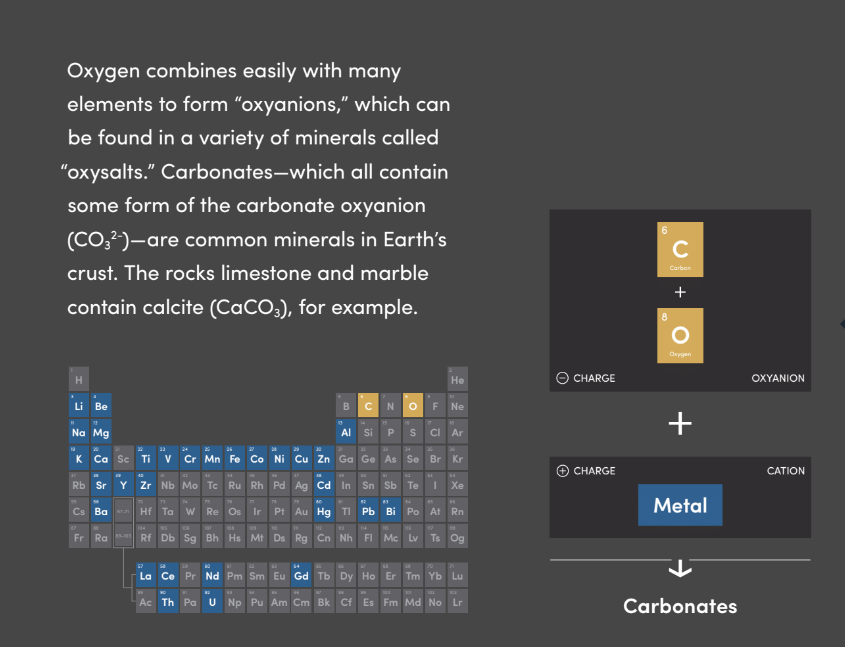 Oxygen combines easily with many
elements to form “oxyanions,” which can
be found in a variety of minerals called
“oxysalts.” Carbonates—which all contain
some form of the carbonate oxyanion
(CO₃²⁻)—are common minerals in Earth’s
crust. The rocks limestone and marble
contain calcite (CaCO₃), for example.
H He
Li Be B C N O F Ne
Na Mg Al Si P S Cl Ar
K Ca Sc Ti V Cr Mn Fe Co Ni Cu Zn Ga Ge As Se Br Kr
Rb Sr Y Zr Nb Mo Tc Ru Rh Pd Ag Cd In Sn Sb Te I Xe
Cs Ba Hf Ta W Re Os Ir Pt Au Hg Tl Pb Bi Po At Rn
Fr Ra Rf Db Sg Bh Hs Mt Ds Rg Cn Nh Fl Mc Lv Ts Og
La Ce Pr Nd Pm Sm Eu Gd Tb Dy Ho Er Tm Yb Lu
Ac Th Pa U Np Pu Am Cm Bk Cf Es Fm Md No Lr
6
C
Carbon
+
8
O
Oxygen
− CHARGE OXYANION
+
+ CHARGE CATION
Metal
Carbonates